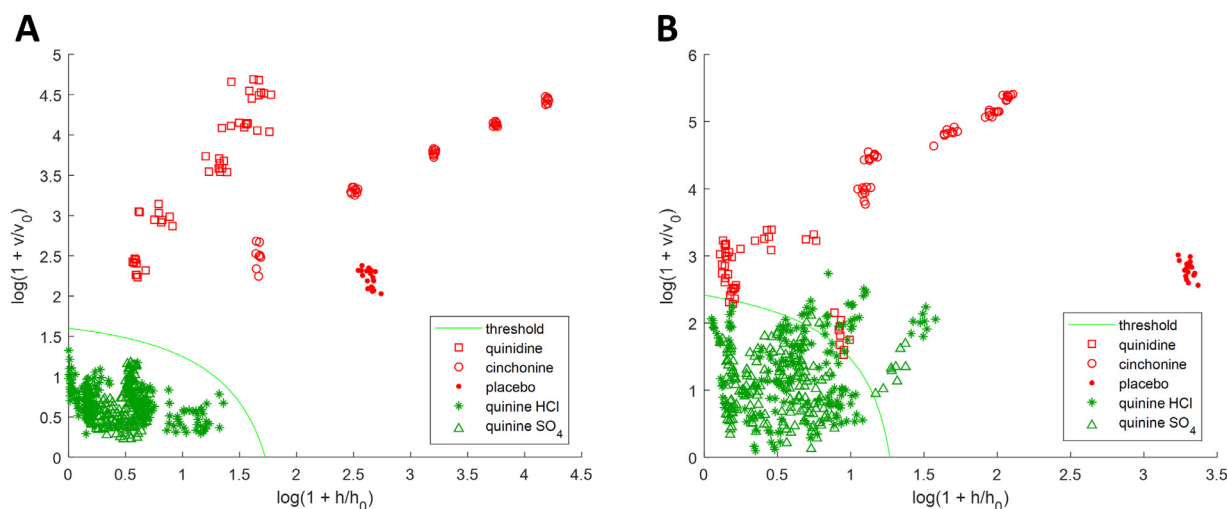 A
5
4.5
4
3.5
3
2.5
2
1.5
1
0.5
0
log(1 + v/v0)
0 0.5 1 1.5 2 2.5 3 3.5 4 4.5
log(1 + h/h0)
threshold
quinidine
cinchonine
placebo
quinine HCl
quinine SO4
B
6
5
4
3
2
1
0
log(1 + v/v0)
0 0.5 1 1.5 2 2.5 3 3.5
log(1 + h/h0)
threshold
quinidine
cinchonine
placebo
quinine HCl
quinine SO4